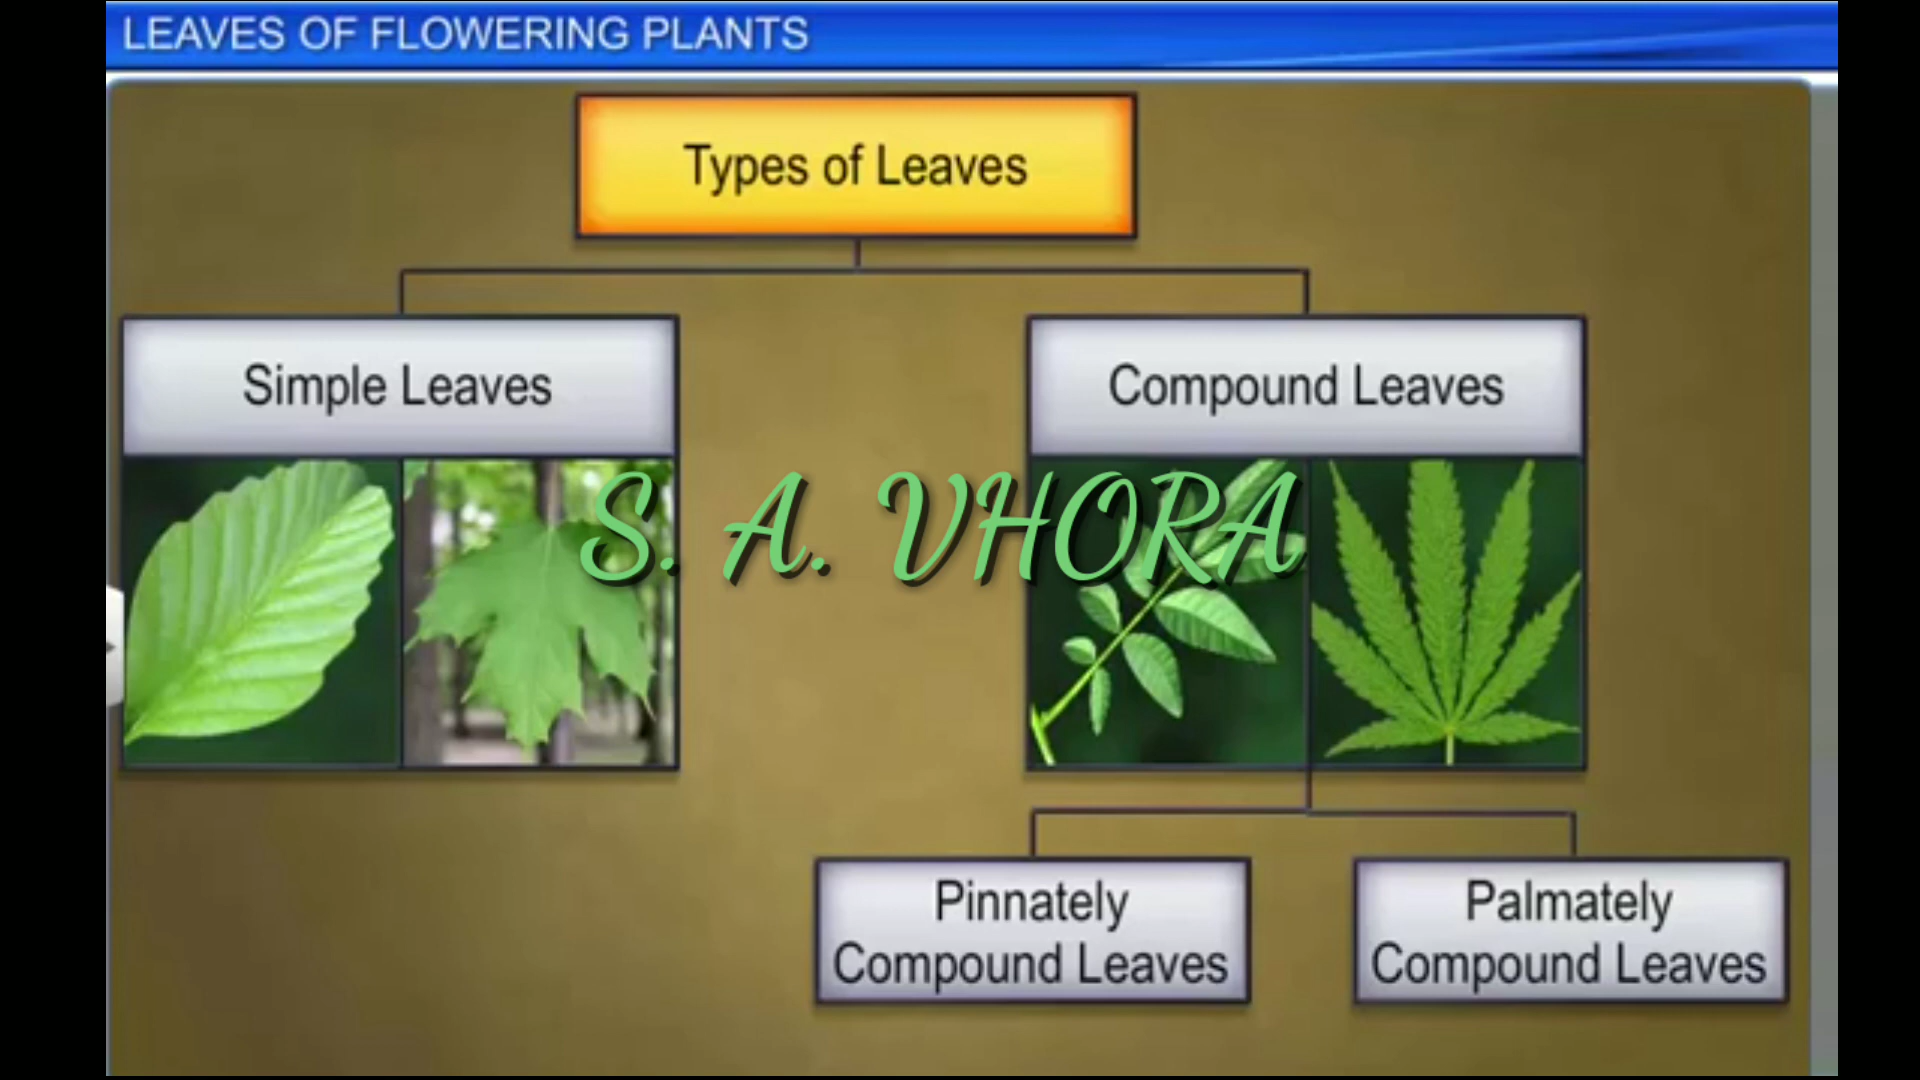 LEAVES OF FLOWERING PLANTS
Types of Leaves
Simple Leaves
Compound Leaves
S. A. VHORA
Pinnately
Compound Leaves
Palmately
Compound Leaves